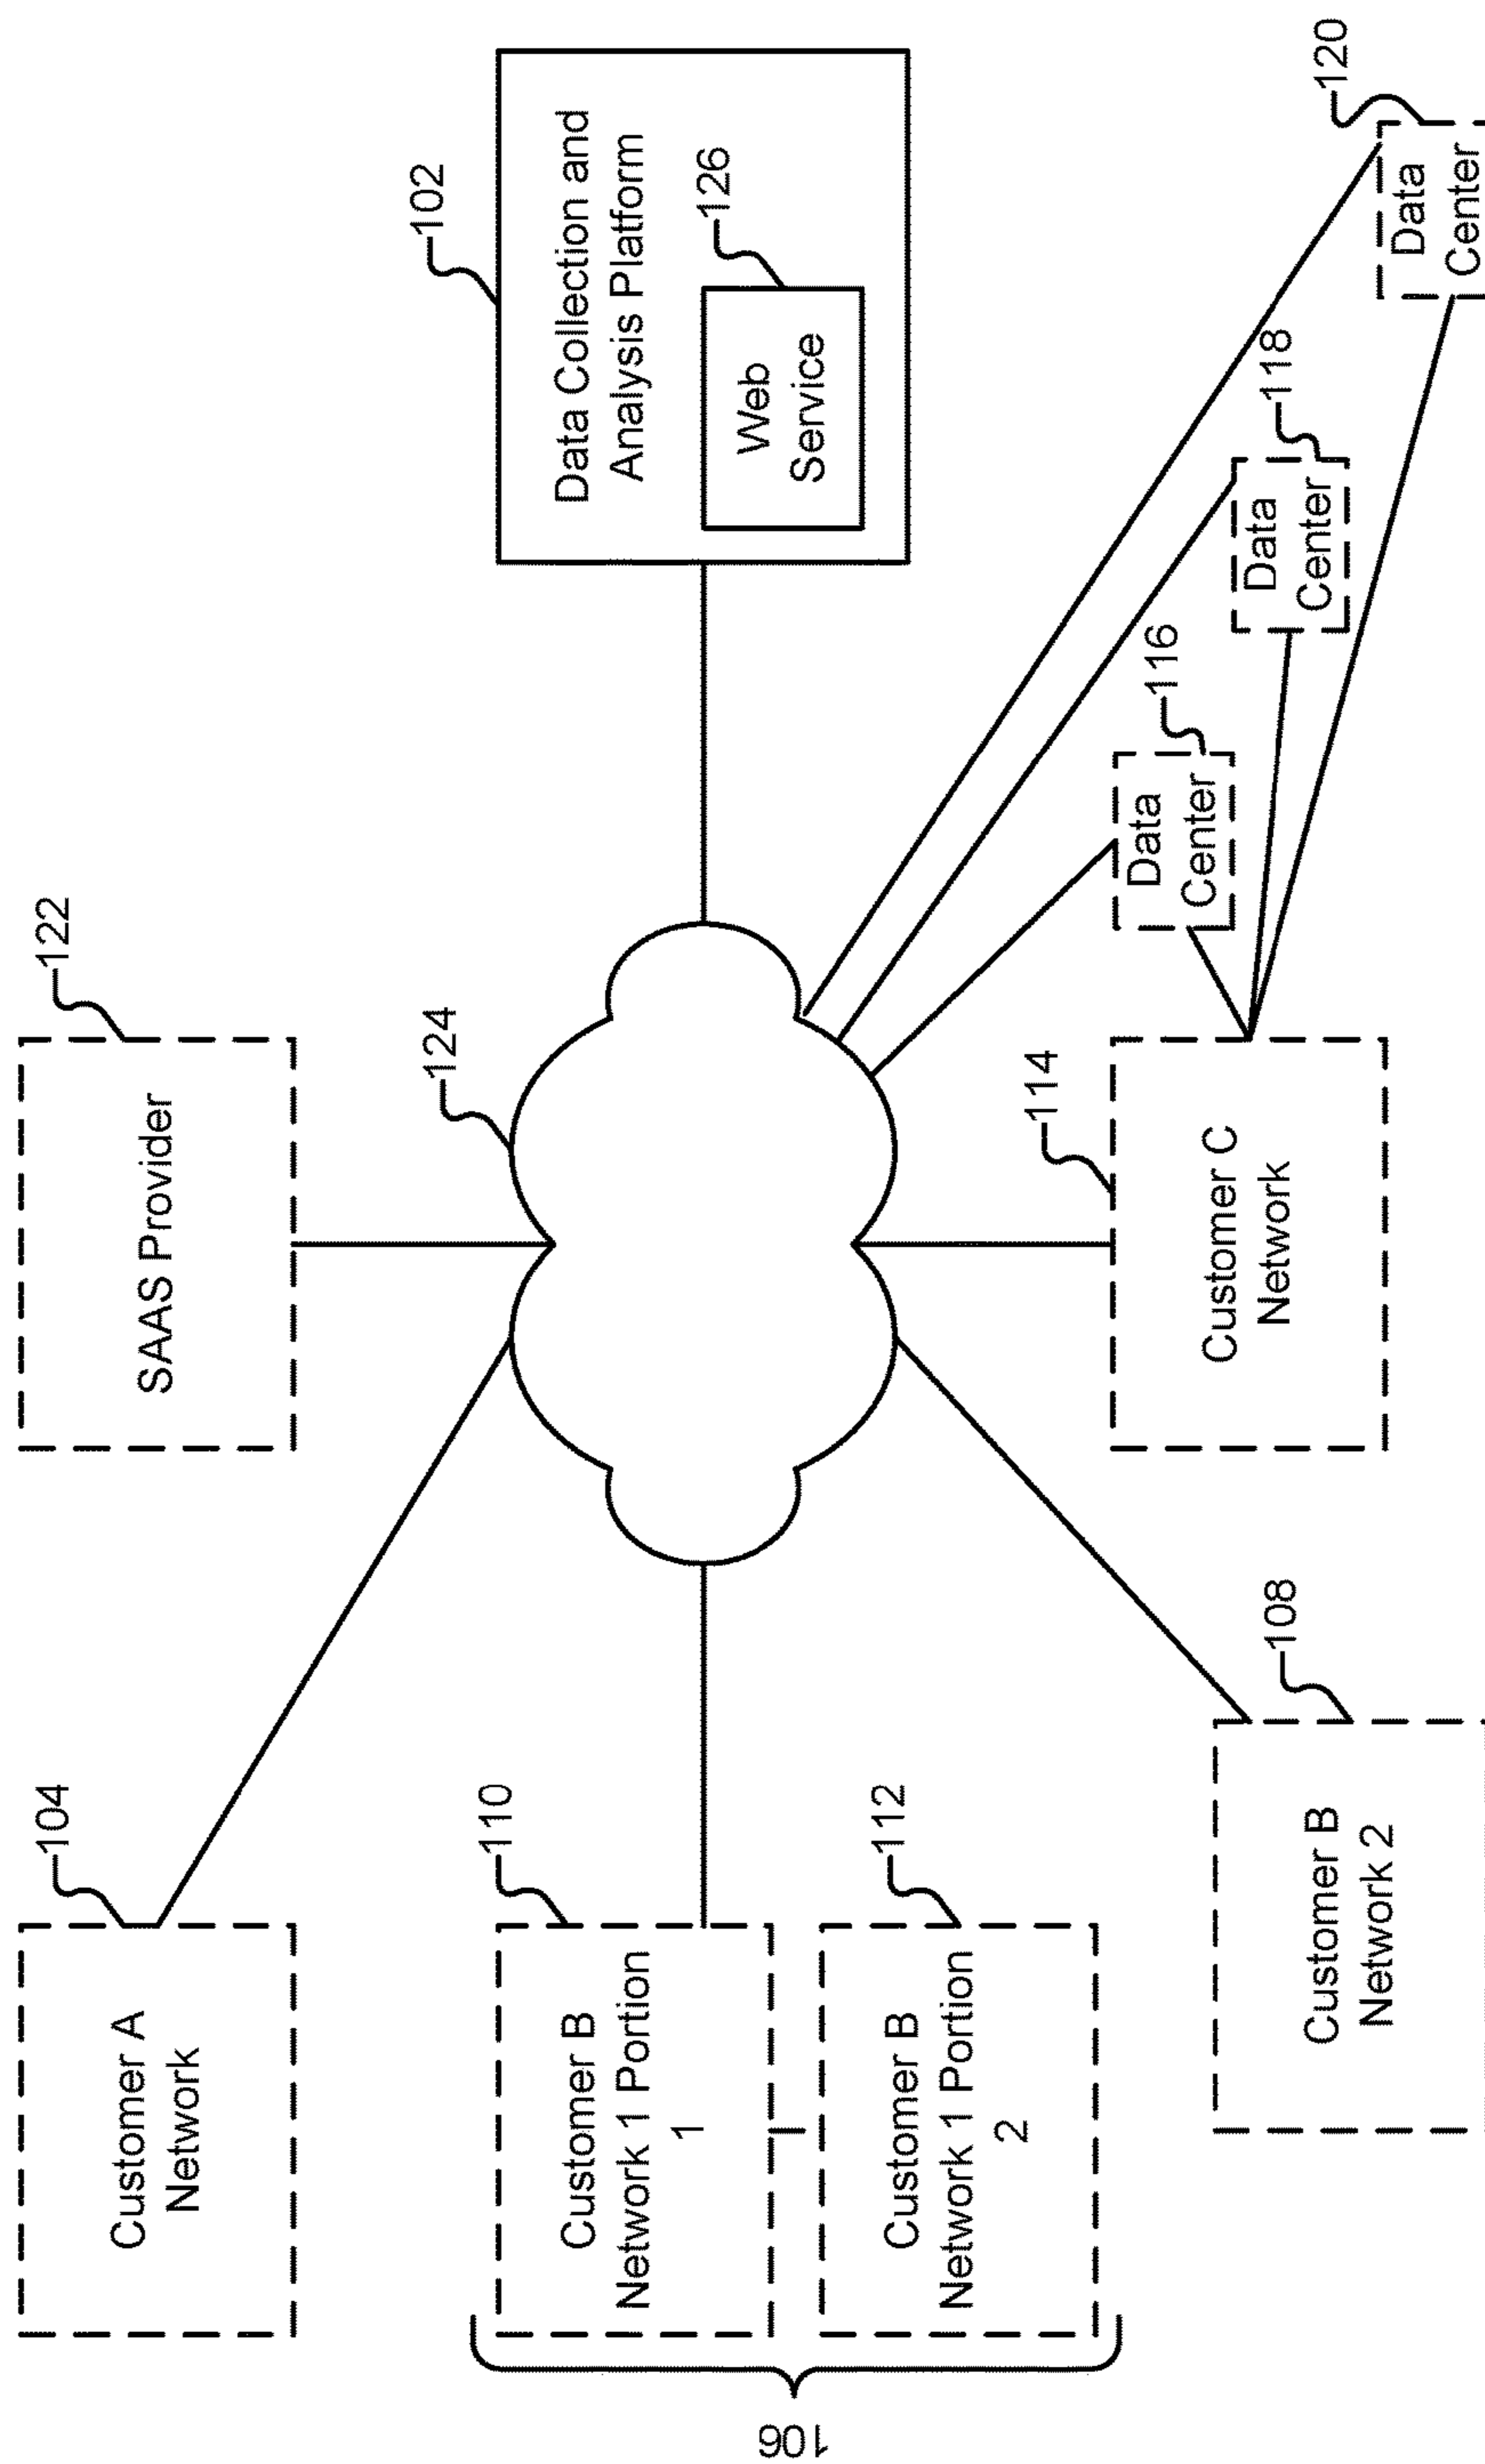 104
Customer A
Network
122
SAAS Provider
102
Data Collection and
Analysis Platform
126
Web
Service
124
106
110
Customer B
Network 1 Portion
1
112
Customer B
Network 1 Portion
2
108
Customer B
Network 2
114
Customer C
Network
116
Data
Center
118
Data
Center
120
Data
Center